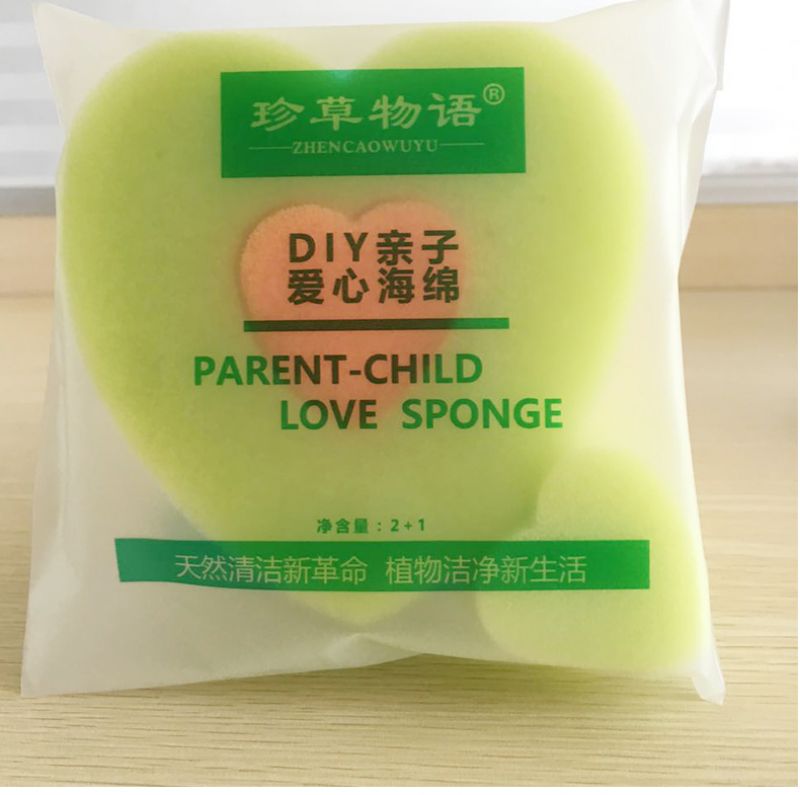 珍草物语®
ZHENCAOWUYU
DIY亲子
爱心海绵
PARENT-CHILD
LOVE SPONGE
净含量：2+1
天然清洁新革命 植物洁净新生活